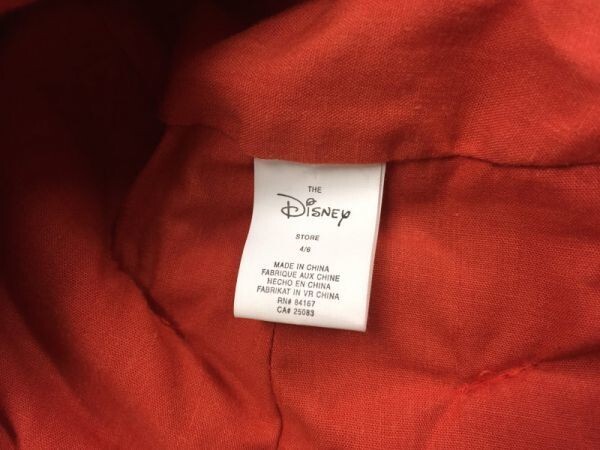 THE
Disney
STORE
4/6
MADE IN CHINA
FABRIQUE AUX CHINE
HECHO EN CHINA
FABRIKAT IN VR CHINA
RN# 84167
CA# 25083